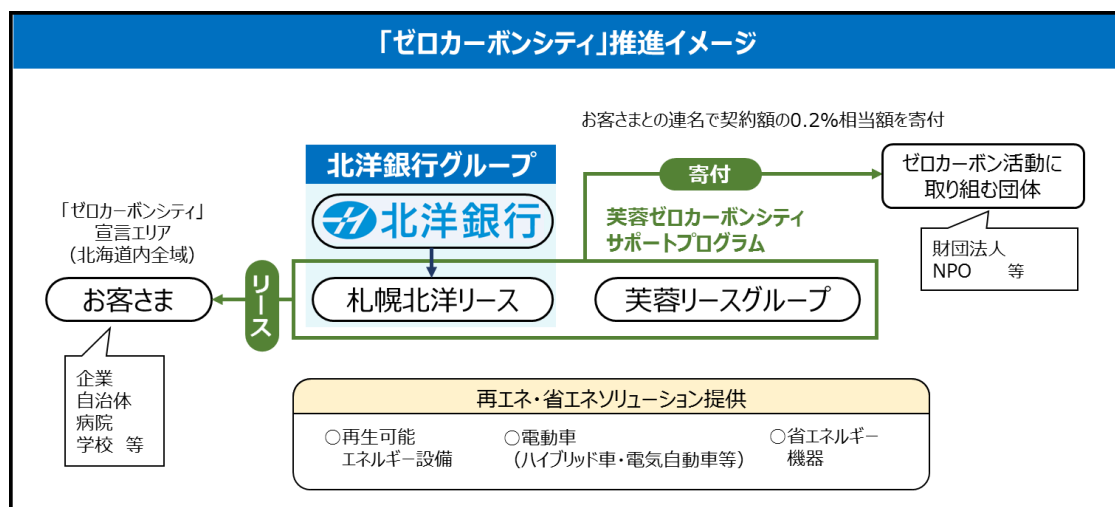 「ゼロカーボンシティ」推進イメージ
お客さまとの連名で契約額の0.2%相当額を寄付
北洋銀行グループ
北洋銀行
寄付
ゼロカーボン活動に
取り組む団体
財団法人
NPO 等
芙蓉ゼロカーボンシティ
サポートプログラム
「ゼロカーボンシティ」
宣言エリア
(北海道内全域)
お客さま
リース
札幌北洋リース
芙蓉リースグループ
企業
自治体
病院
学校 等
再エネ・省エネソリューション提供
○再生可能
エネルギー設備
○電動車
(ハイブリッド車・電気自動車等)
○省エネルギー
機器